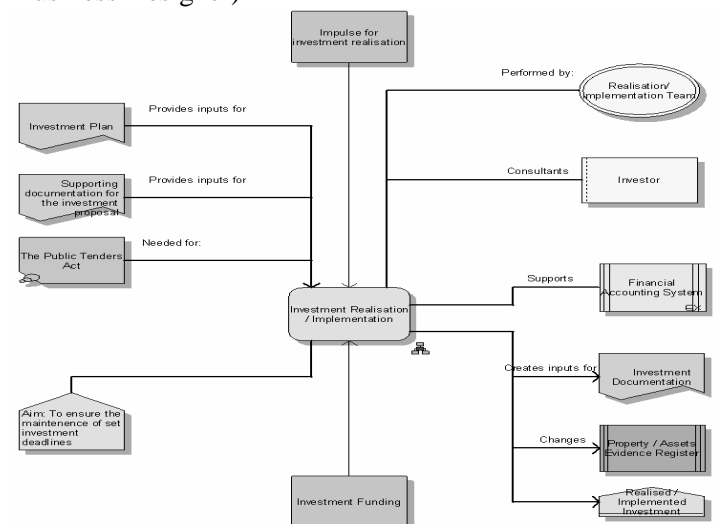 Impulse for
investment realisation
Performed by:
Realisation/
Implementation Team
Provides inputs for
Investment Plan
Consultants
Investor
Provides inputs for
Supporting
documentation for
the investment
proposal
Needed for:
The Public Tenders
Act
Supports
Financial
Accounting System
EX
Investment Realisation
/ Implementation
Creates inputs for
Investment
Documentation
Aim: To ensure the
maintenence of set
investment
deadlines
Changes
Property / Assets
Evidence Register
Realised /
Implemented
Investment
Investment Funding